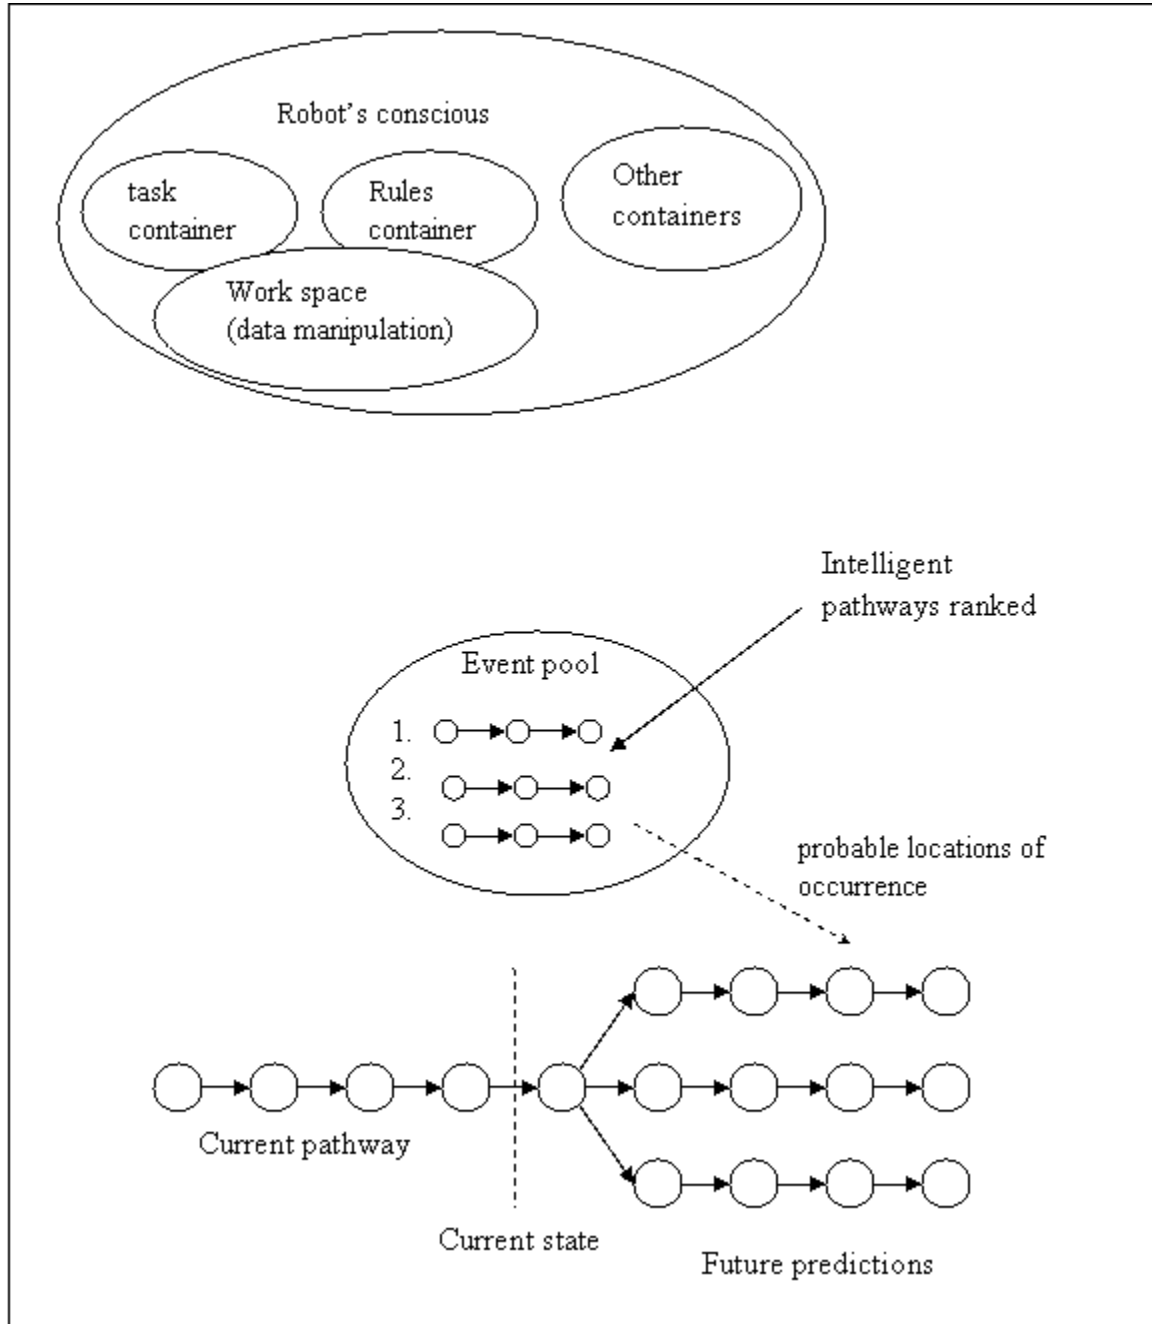 Robot's conscious
task
container
Rules
container
Other
containers
Work space
(data manipulation)
Intelligent
pathways ranked
Event pool
1.
2.
3.
probable locations of
occurrence
Current pathway
Current state
Future predictions